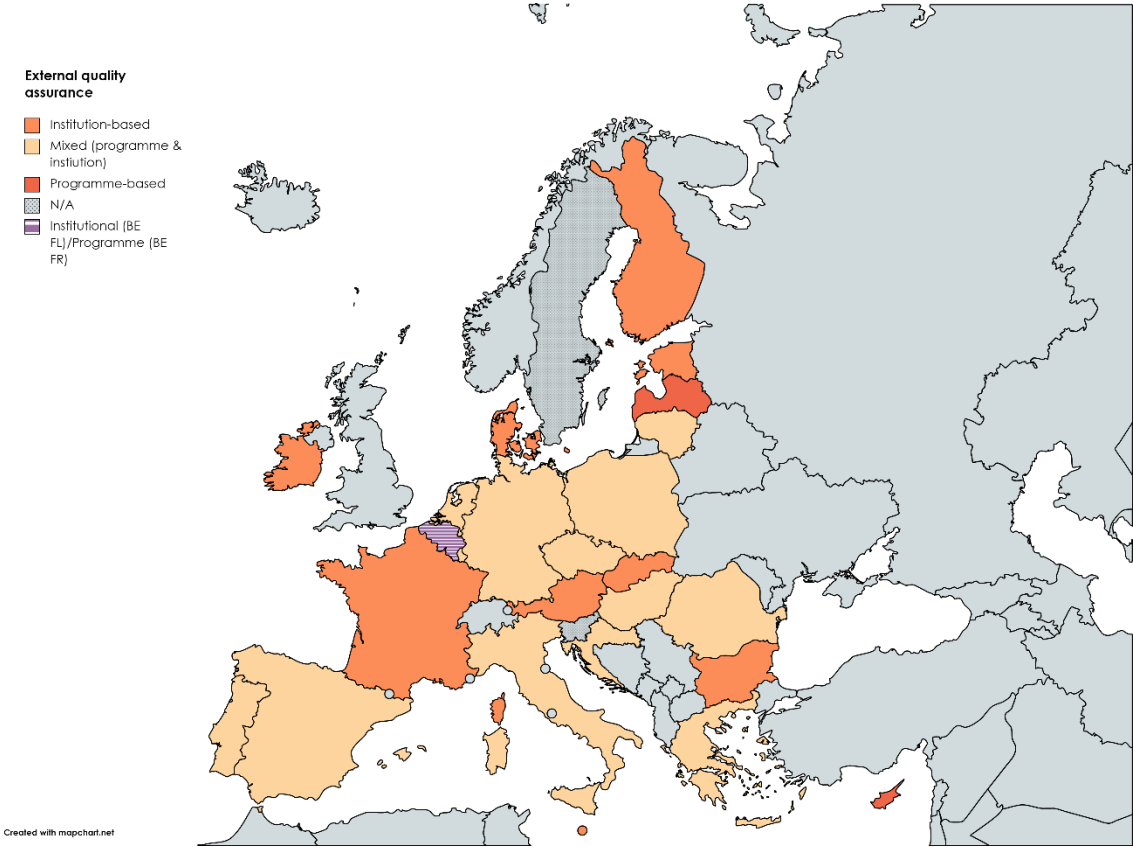 External quality
assurance
Institution-based
Mixed (programme &
instiution)
Programme-based
N/A
Institutional (BE
FL)/Programme (BE
FR)
Created with mapchart.net